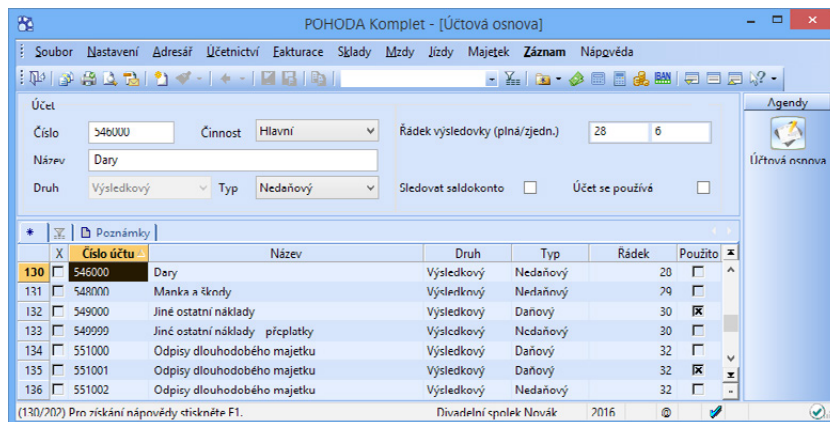 POHODA Komplet - [Účtová osnova]
Soubor Nastavení Adresář Účetnictví Fakturace Sklady Mzdy Jízdy Majetek Záznam Nápověda
IBAN
Účet
Číslo 546000 Činnost Hlavní Řádek výsledovky (plná/zjedn.) 28 6
Název Dary
Druh Výsledkový Typ Nedaňový Sledovat saldokonto Účet se používá
Agendy
Účtová osnova
* Poznámky
X Číslo účtu Název Druh Typ Řádek Použito
130 546000 Dary Výsledkový Nedaňový 28
131 548000 Manka a škody Výsledkový Nedaňový 29
132 549000 Jiné ostatní náklady Výsledkový Daňový 30
133 549999 Jiné ostatní náklady přeplatky Výsledkový Nedaňový 30
134 551000 Odpisy dlouhodobého majetku Výsledkový Daňový 32
135 551001 Odpisy dlouhodobého majetku Výsledkový Daňový 32
136 551002 Odpisy dlouhodobého majetku Výsledkový Nedaňový 32
(130/202) Pro získání nápovědy stiskněte F1. Divadelní spolek Novák 2016 @